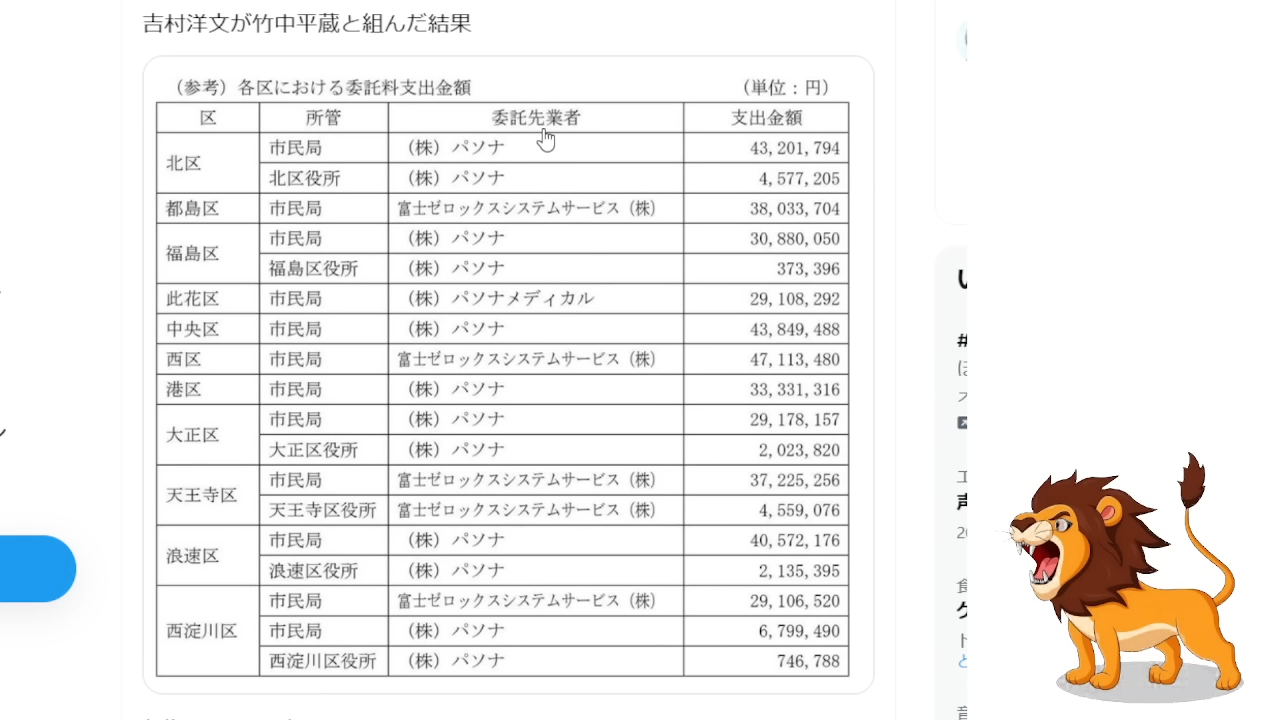 吉村洋文が竹中平蔵と組んだ結果
（参考）各区における委託料支出金額 （単位：円）
区 所管 委託先業者 支出金額
北区 市民局 （株）パソナ 43,201,794
北区役所 （株）パソナ 4,577,205
都島区 市民局 富士ゼロックスシステムサービス（株） 38,033,704
福島区 市民局 （株）パソナ 30,880,050
福島区役所 （株）パソナ 373,396
此花区 市民局 （株）パソナメディカル 29,108,292
中央区 市民局 （株）パソナ 43,849,488
西区 市民局 富士ゼロックスシステムサービス（株） 47,113,480
港区 市民局 （株）パソナ 33,331,316
大正区 市民局 （株）パソナ 29,178,157
大正区役所 （株）パソナ 2,023,820
天王寺区 市民局 富士ゼロックスシステムサービス（株） 37,225,256
天王寺区役所 富士ゼロックスシステムサービス（株） 4,559,076
浪速区 市民局 （株）パソナ 40,572,176
浪速区役所 （株）パソナ 2,135,395
西淀川区 市民局 富士ゼロックスシステムサービス（株） 29,106,520
市民局 （株）パソナ 6,799,490
西淀川区役所 （株）パソナ 746,788